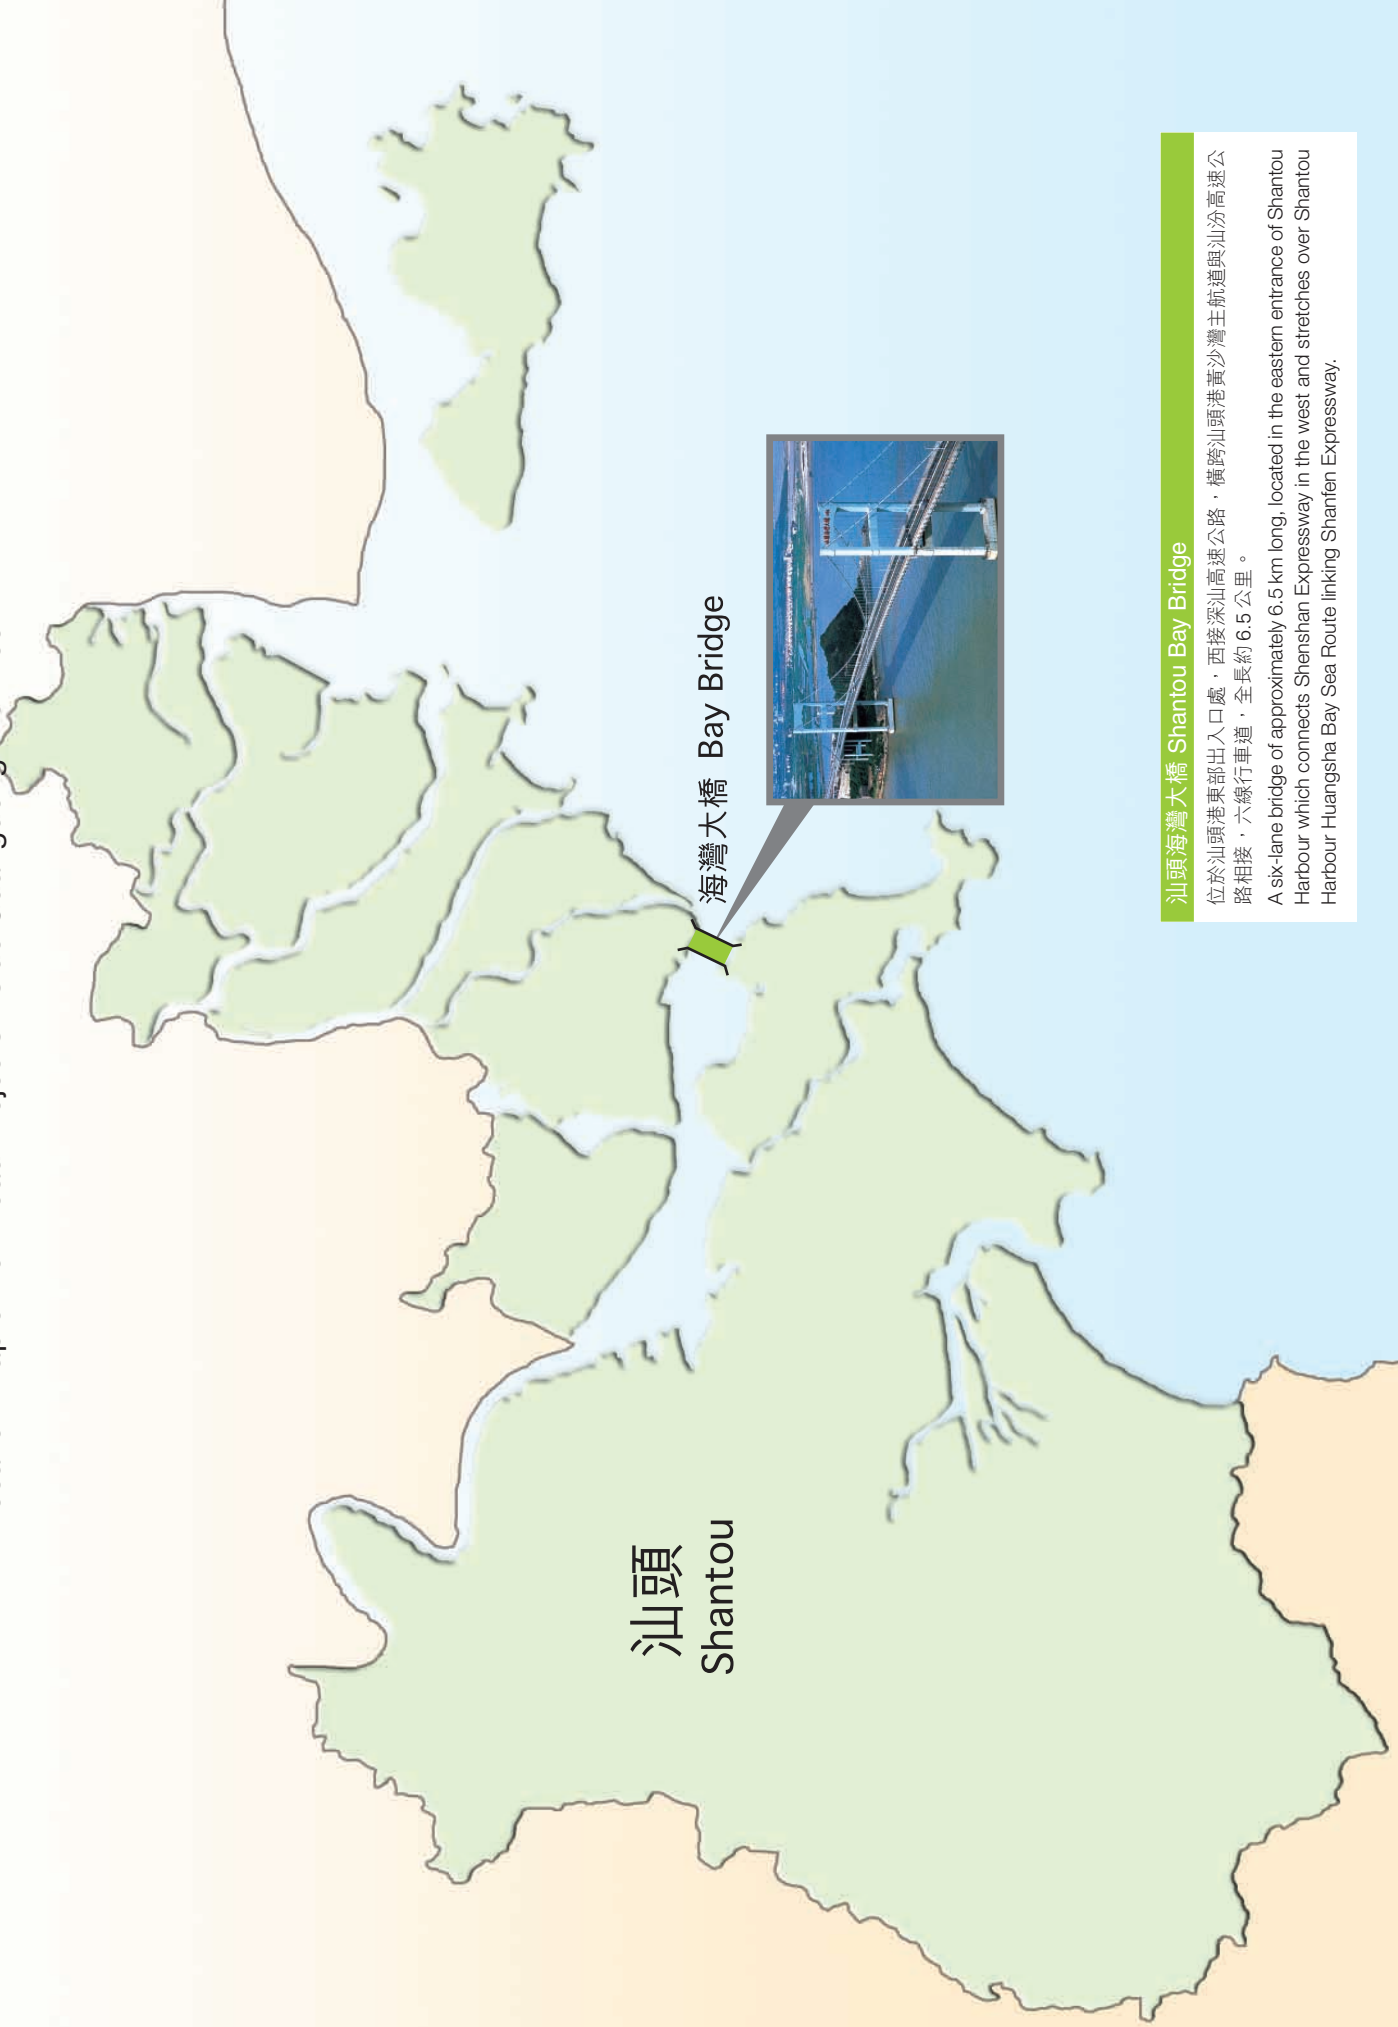 海灣大橋 Bay Bridge
汕頭
Shantou
汕頭海灣大橋 Shantou Bay Bridge
位於汕頭港東部出入口處，西接深汕高速公路，橫跨汕頭港黃沙灣主航道與汕汾高速公
路相接，六線行車道，全長約 6.5 公里。
A six-lane bridge of approximately 6.5 km long, located in the eastern entrance of Shantou
Harbour which connects Shenshan Expressway in the west and stretches over Shantou
Harbour Huangsha Bay Sea Route linking Shanfen Expressway.